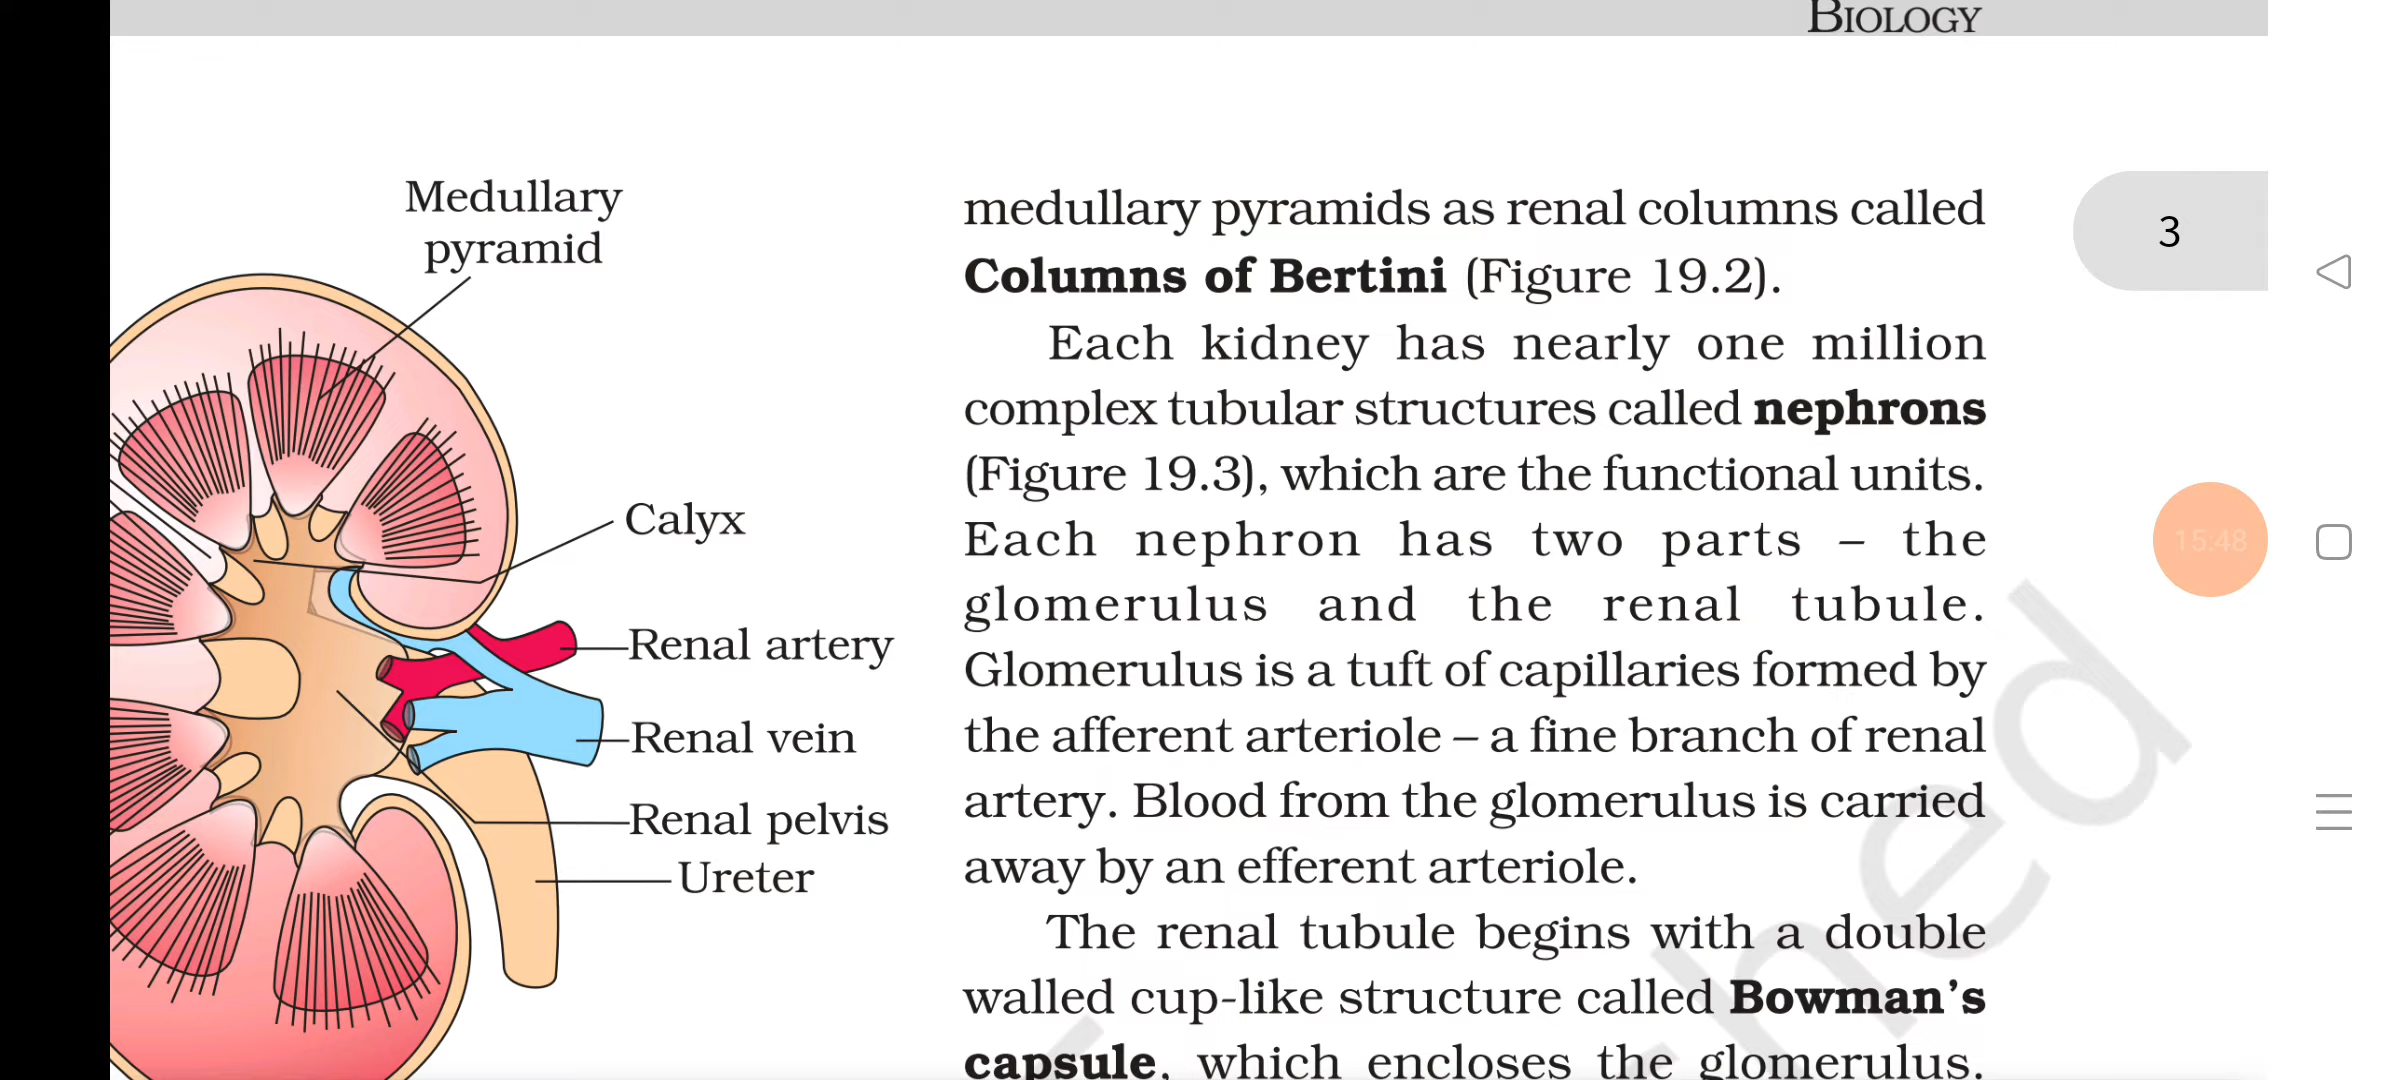 BIOLOGY
Medullary
pyramid
Calyx
Renal artery
Renal vein
Renal pelvis
Ureter
medullary pyramids as renal columns called
Columns of Bertini (Figure 19.2).
Each kidney has nearly one million
complex tubular structures called nephrons
(Figure 19.3), which are the functional units.
Each nephron has two parts – the
glomerulus and the renal tubule.
Glomerulus is a tuft of capillaries formed by
the afferent arteriole – a fine branch of renal
artery. Blood from the glomerulus is carried
away by an efferent arteriole.
The renal tubule begins with a double
walled cup-like structure called Bowman's
capsule, which encloses the glomerulus.
3
15:48